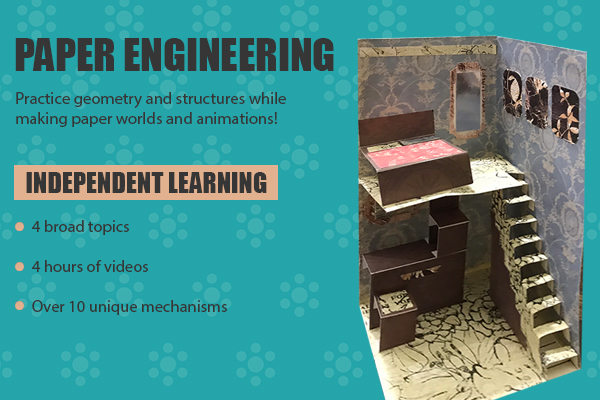 PAPER ENGINEERING
Practice geometry and structures while
making paper worlds and animations!
INDEPENDENT LEARNING
4 broad topics
4 hours of videos
Over 10 unique mechanisms